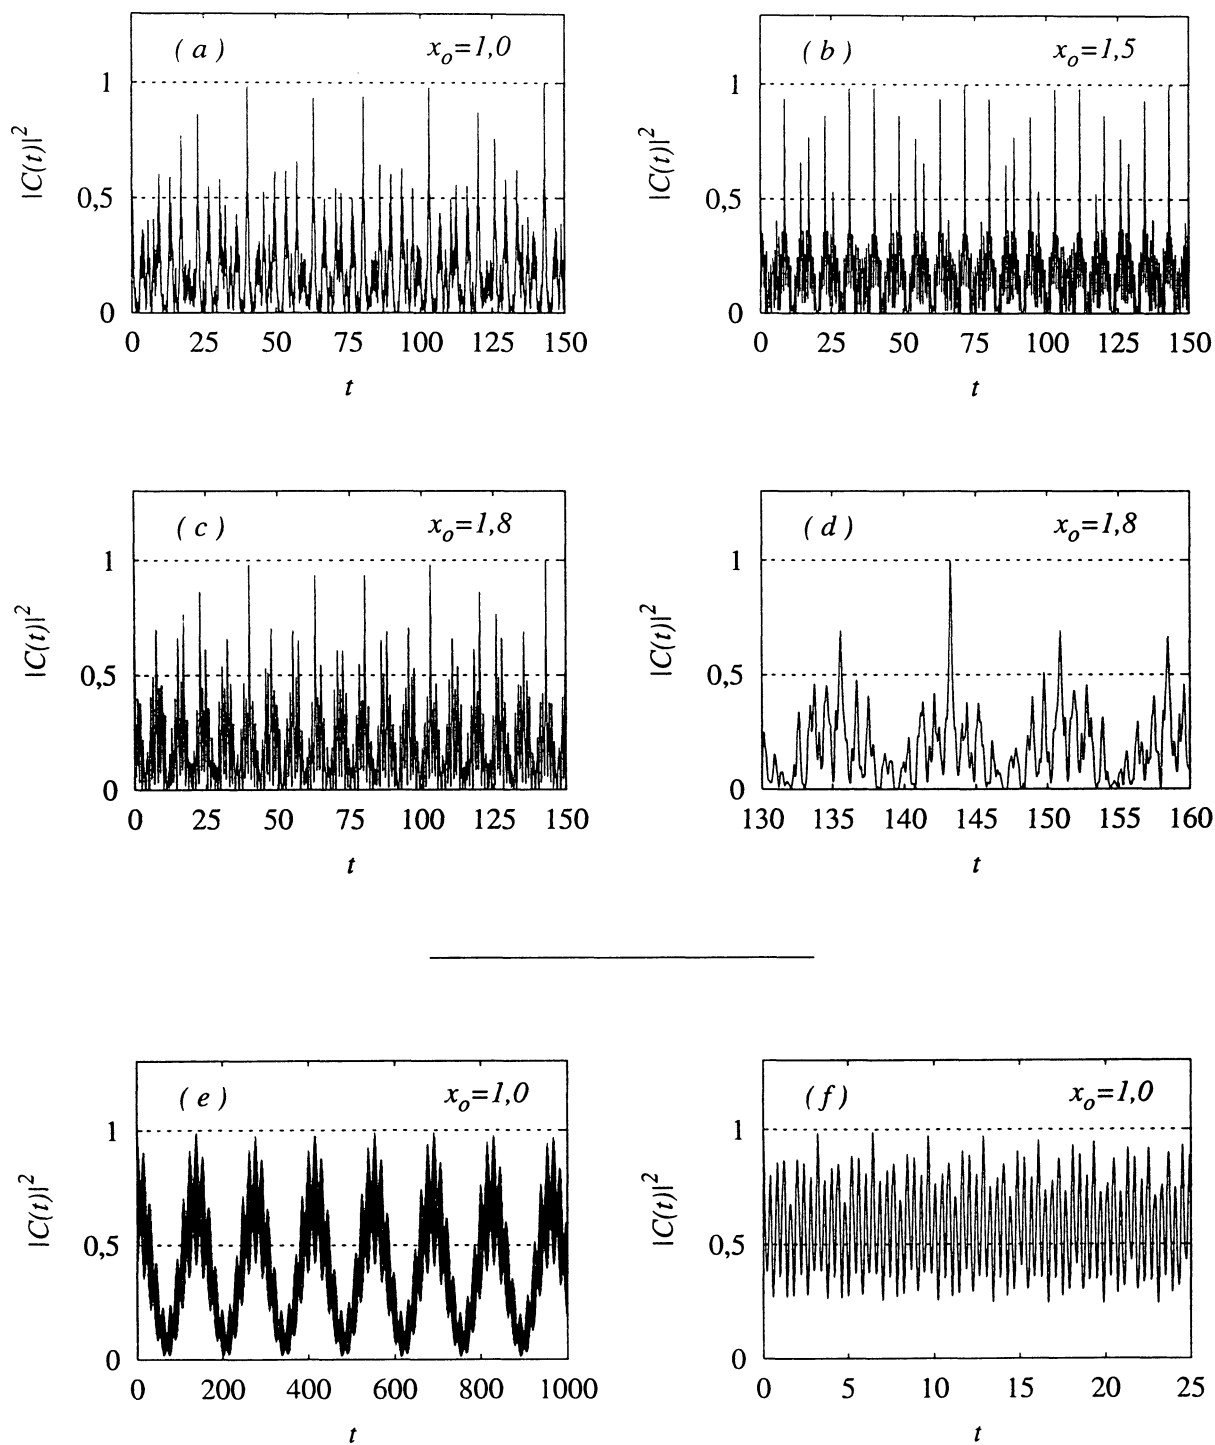 ( a )
x_o=1,0
1
0,5
0
|C(t)|²
0 25 50 75 100 125 150
t
( b )
x_o=1,5
1
0,5
0
|C(t)|²
0 25 50 75 100 125 150
t
( c )
x_o=1,8
1
0,5
0
|C(t)|²
0 25 50 75 100 125 150
t
( d )
x_o=1,8
1
0,5
0
|C(t)|²
130 135 140 145 150 155 160
t
( e )
x_o=1,0
1
0,5
0
|C(t)|²
0 200 400 600 800 1000
t
( f )
x_o=1,0
1
0,5
0
|C(t)|²
0 5 10 15 20 25
t